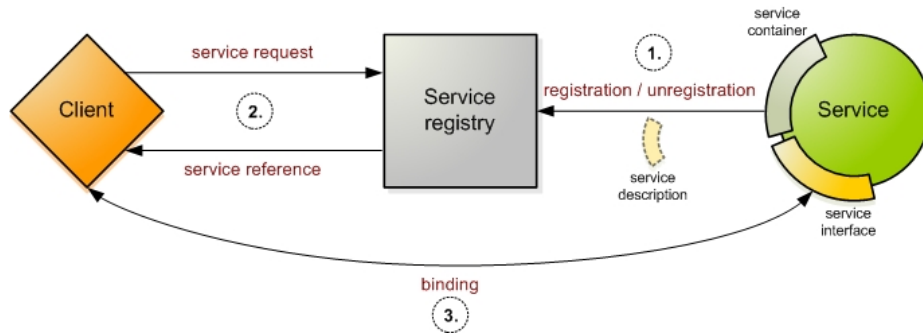 service
container
service request
1.
Client
2.
Service
registry
registration / unregistration
Service
service reference
service
description
service
interface
binding
3.